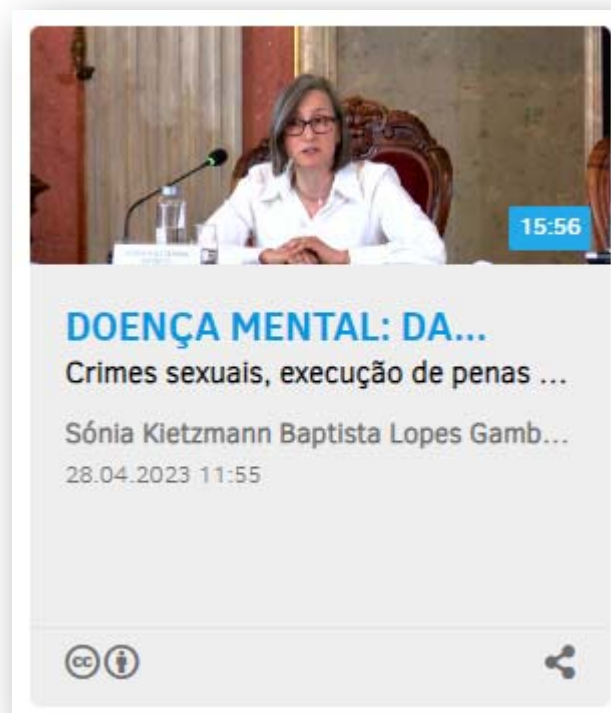 15:56
DOENÇA MENTAL: DA...
Crimes sexuais, execução de penas ...
Sónia Kietzmann Baptista Lopes Gamb...
28.04.2023 11:55
cc